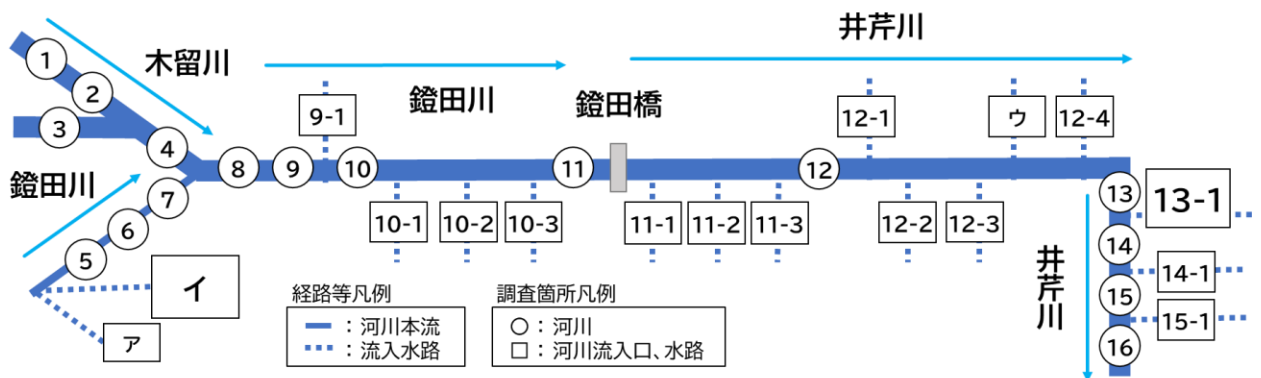 井芹川
木留川
鐙田川
鐙田橋
1
2
3
4
鐙田川
5
6
7
8
9
9-1
10
11
12
12-1
ウ
12-4
10-1
10-2
10-3
11-1
11-2
11-3
12-2
12-3
13
13-1
14
14-1
15
15-1
16
井芹川
イ
ア
経路等凡例
:河川本流
:流入水路
調査箇所凡例
:河川
:河川流入口、水路